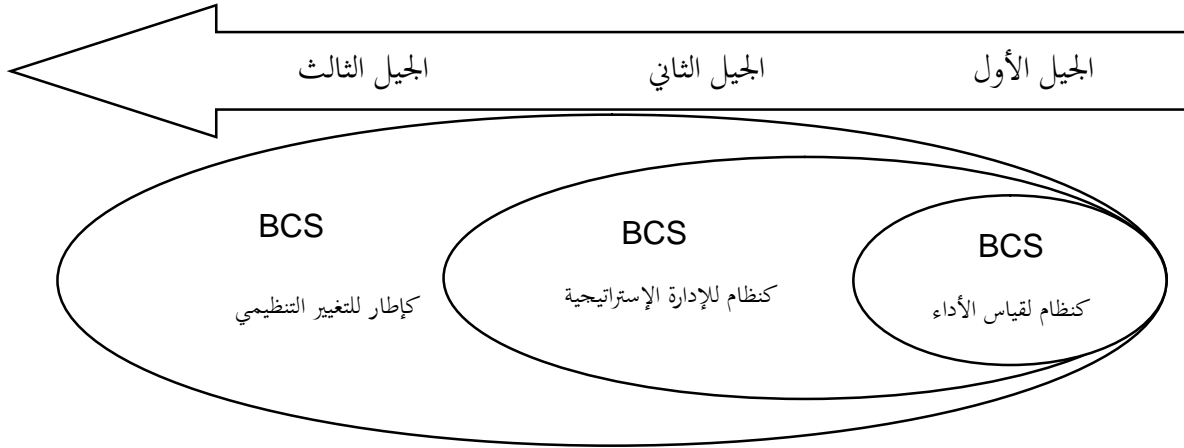 الجيل الأول
الجيل الثاني
الجيل الثالث
BCS
كنظام لقياس الأداء
BCS
كنظام للإدارة الإستراتيجية
BCS
كإطار للتغيير التنظيمي